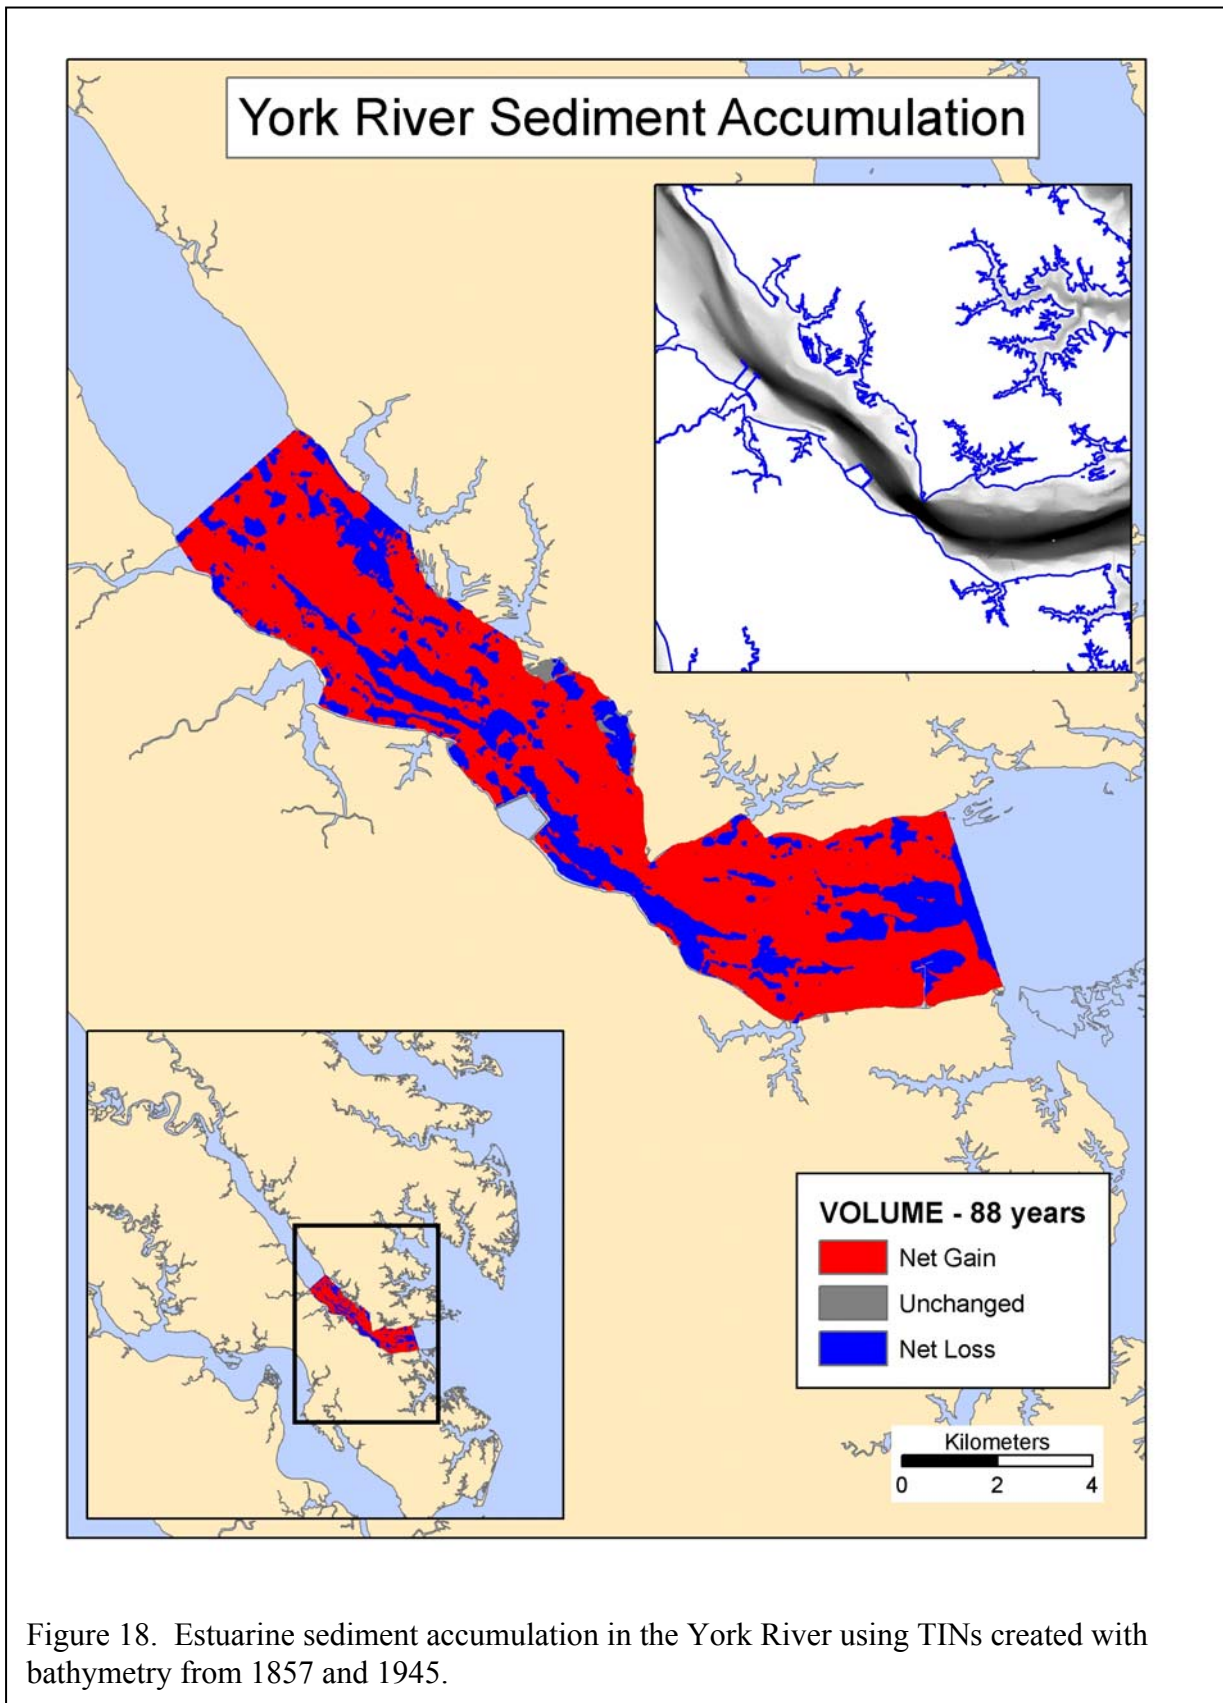 York River Sediment Accumulation
VOLUME - 88 years
Net Gain
Unchanged
Net Loss
Kilometers
0 2 4
Figure 18.  Estuarine sediment accumulation in the York River using TINs created with
bathymetry from 1857 and 1945.